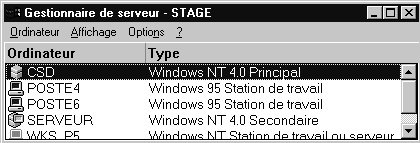 Gestionnaire de serveur - STAGE
Ordinateur Affichage Options ?
Ordinateur Type
CSD Windows NT 4.0 Principal
POSTE4 Windows 95 Station de travail
POSTE6 Windows 95 Station de travail
SERVEUR Windows NT 4.0 Secondaire
WKS_P5 Windows NT Station de travail ou serveur